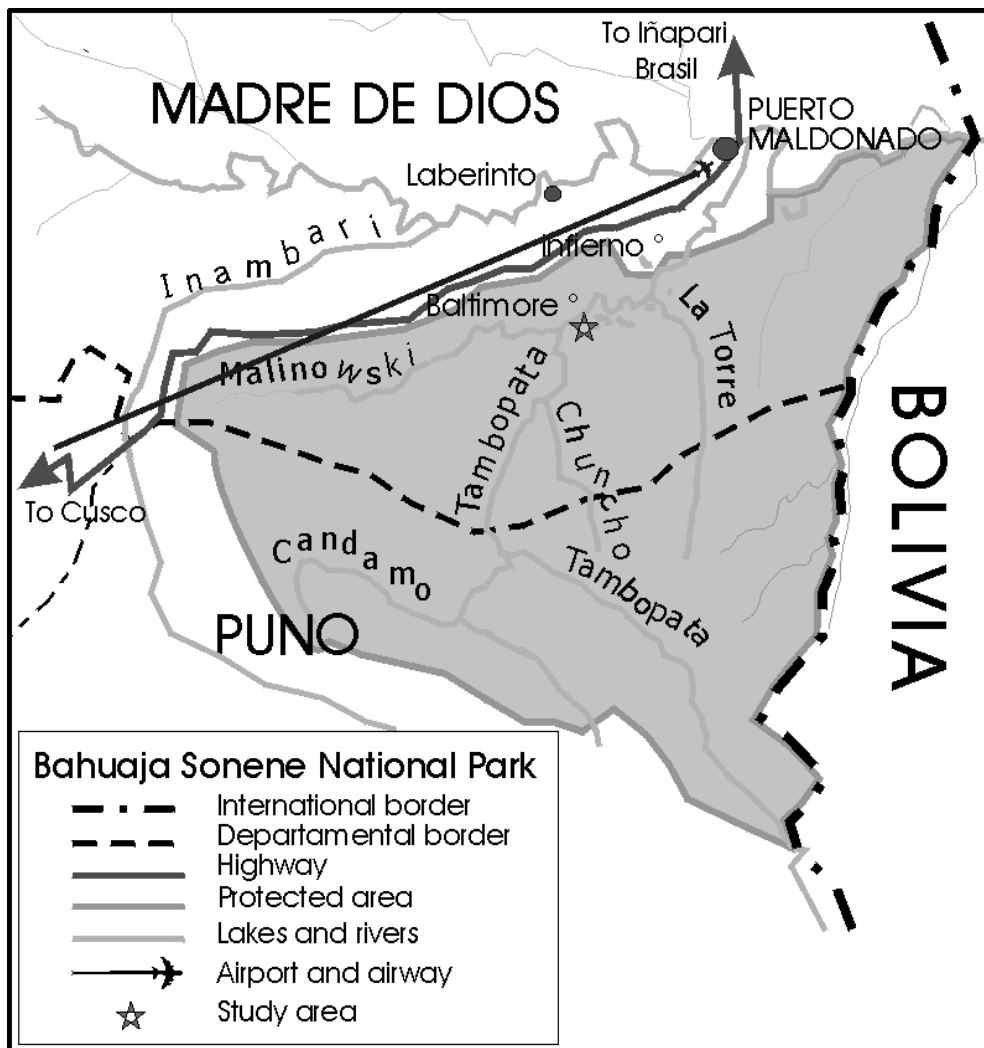 To Iñapari
Brasil
MADRE DE DIOS
PUERTO
MALDONADO
Laberinto
Inambari
Infierno
Baltimore
La Torre
Malinowski
Tambopata
Chuncho
BOLIVIA
To Cusco
Candamo
Tambopata
PUNO
Bahuaja Sonene National Park
International border
Departamental border
Highway
Protected area
Lakes and rivers
Airport and airway
Study area